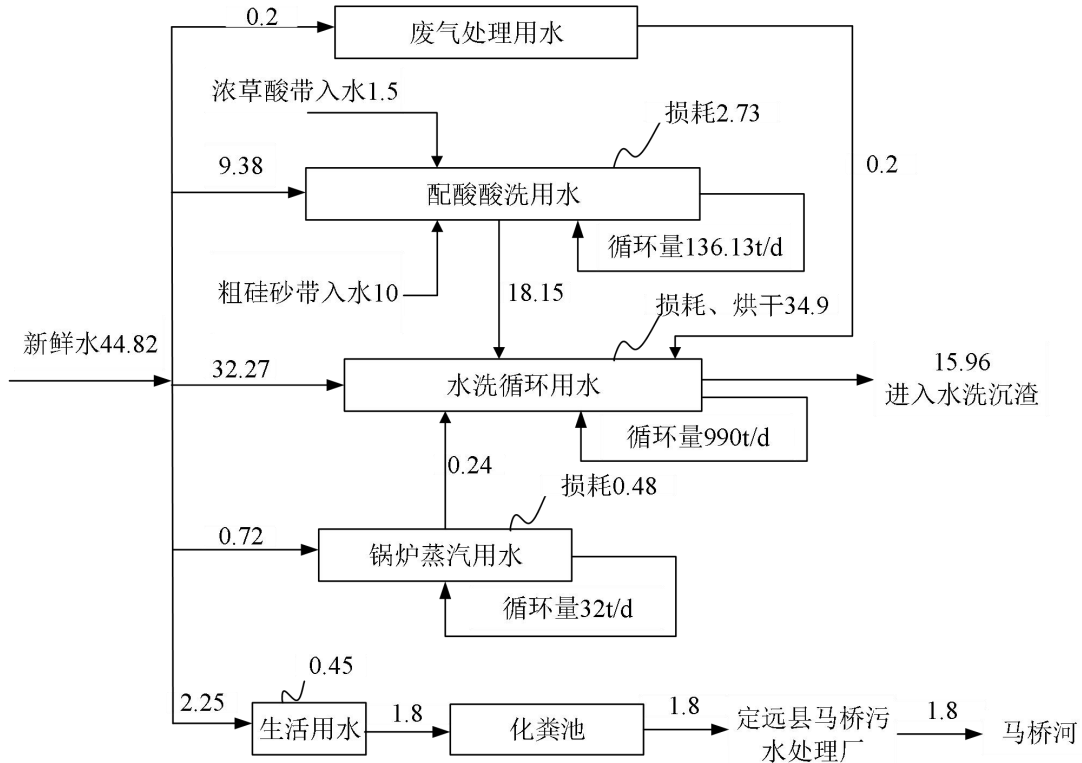 0.2
废气处理用水
浓草酸带入水1.5
损耗2.73
9.38
0.2
配酸酸洗用水
循环量136.13t/d
粗硅砂带入水10
18.15
损耗、烘干34.9
新鲜水44.82
32.27
水洗循环用水
15.96
进入水洗沉渣
循环量990t/d
0.24
损耗0.48
0.72
锅炉蒸汽用水
循环量32t/d
0.45
2.25
生活用水
1.8
化粪池
1.8
定远县马桥污
水处理厂
1.8
马桥河